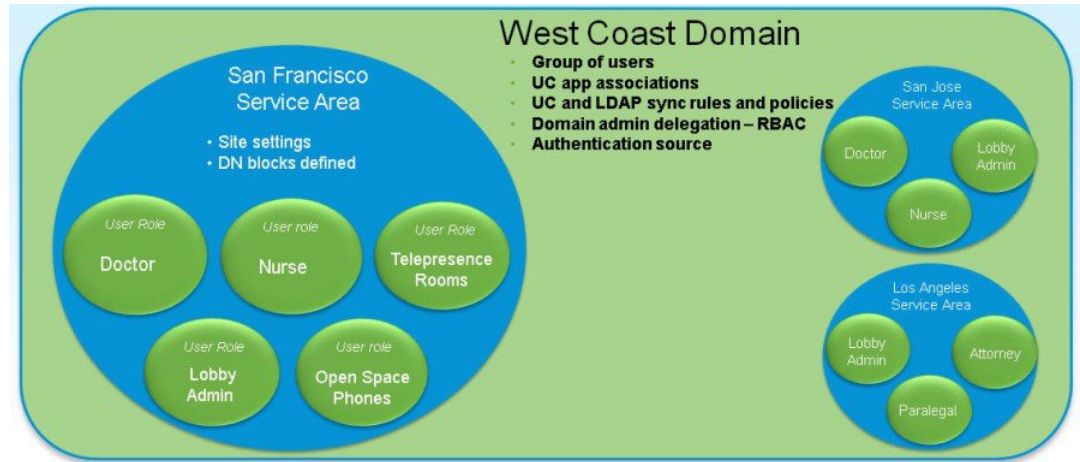 West Coast Domain
Group of users
UC app associations
UC and LDAP sync rules and policies
Domain admin delegation – RBAC
Authentication source
San Francisco
Service Area
• Site settings
• DN blocks defined
User Role
Doctor
User role
Nurse
User Role
Telepresence
Rooms
User Role
Lobby
Admin
User role
Open Space
Phones
San Jose
Service Area
Doctor
Lobby
Admin
Nurse
Los Angeles
Service Area
Lobby
Admin
Attorney
Paralegal